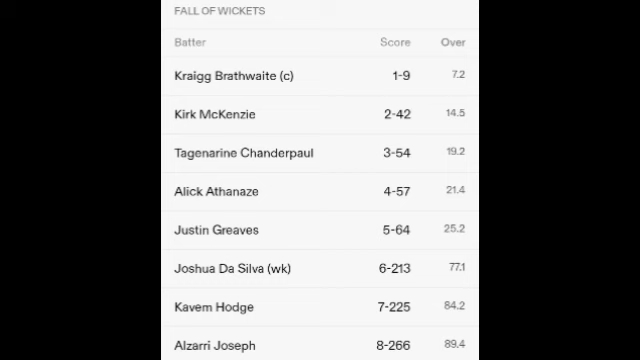 FALL OF WICKETS
Batter Score Over
Kraigg Brathwaite (c) 1-9 7.2
Kirk McKenzie 2-42 14.5
Tagenarine Chanderpaul 3-54 19.2
Alick Athanaze 4-57 21.4
Justin Greaves 5-64 25.2
Joshua Da Silva (wk) 6-213 77.1
Kavem Hodge 7-225 84.2
Alzarri Joseph 8-266 89.4